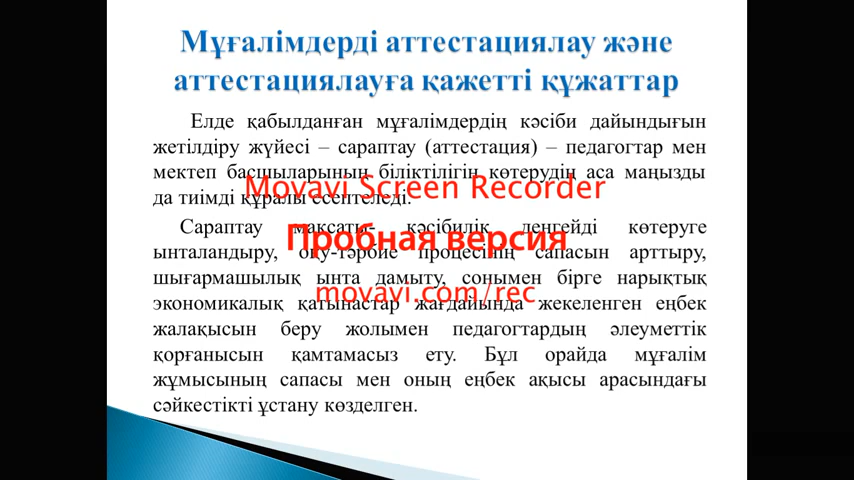 Мұғалімдерді аттестациялау және
аттестациялауға қажетті құжаттар
Елде қабылданған мұғалімдердің кәсіби дайындығын
жетілдіру жүйесі – сараптау (аттестация) – педагогтар мен
мектеп басшыларының біліктілігін көтерудің аса маңызды
да тиімді құралы есептеледі.
Movavi Screen Recorder
Сараптау мақсаты- кәсібилік деңгейді көтеруге
Пробная версия
ынталандыру, оқу-тәрбие процесінің сапасын арттыру,
шығармашылық ынта дамыту, сонымен бірге нарықтық
movavi.com/rec
экономикалық қатынастар жағдайында жекеленген еңбек
жалақысын беру жолымен педагогтардың әлеуметтік
қорғанысын қамтамасыз ету. Бұл орайда мұғалім
жұмысының сапасы мен оның еңбек ақысы арасындағы
сәйкестікті ұстану көзделген.